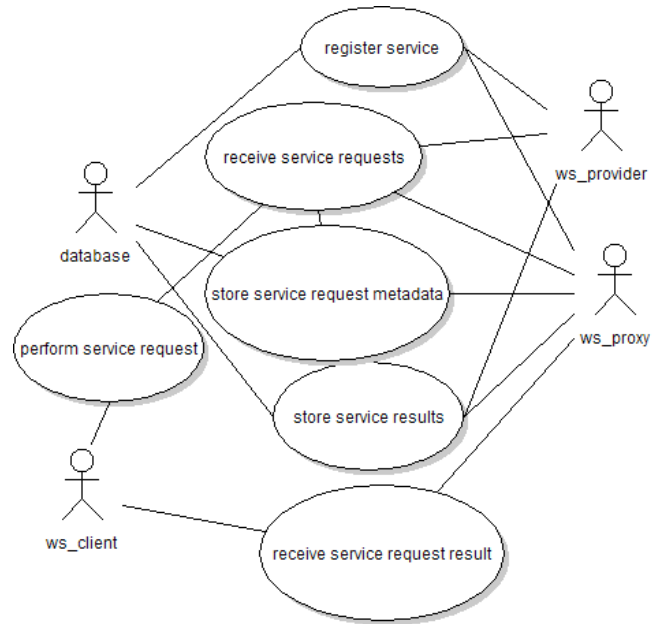 register service
receive service requests
ws_provider
database
store service request metadata
ws_proxy
perform service request
store service results
ws_client
receive service request result